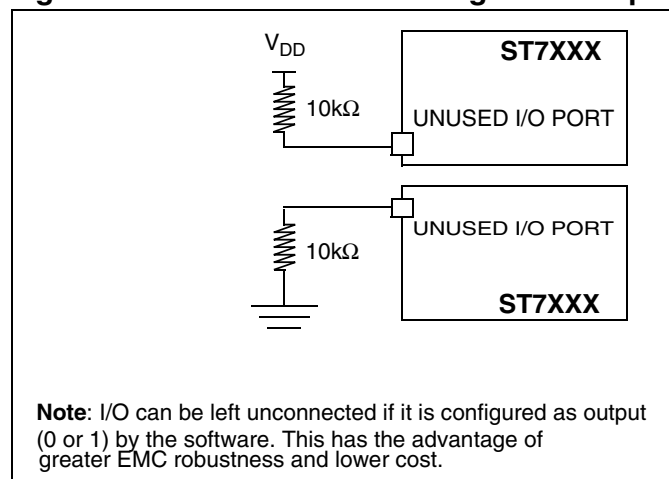 V_DD
ST7XXX
10kΩ
UNUSED I/O PORT
UNUSED I/O PORT
10kΩ
ST7XXX
Note: I/O can be left unconnected if it is configured as output
(0 or 1) by the software. This has the advantage of
greater EMC robustness and lower cost.